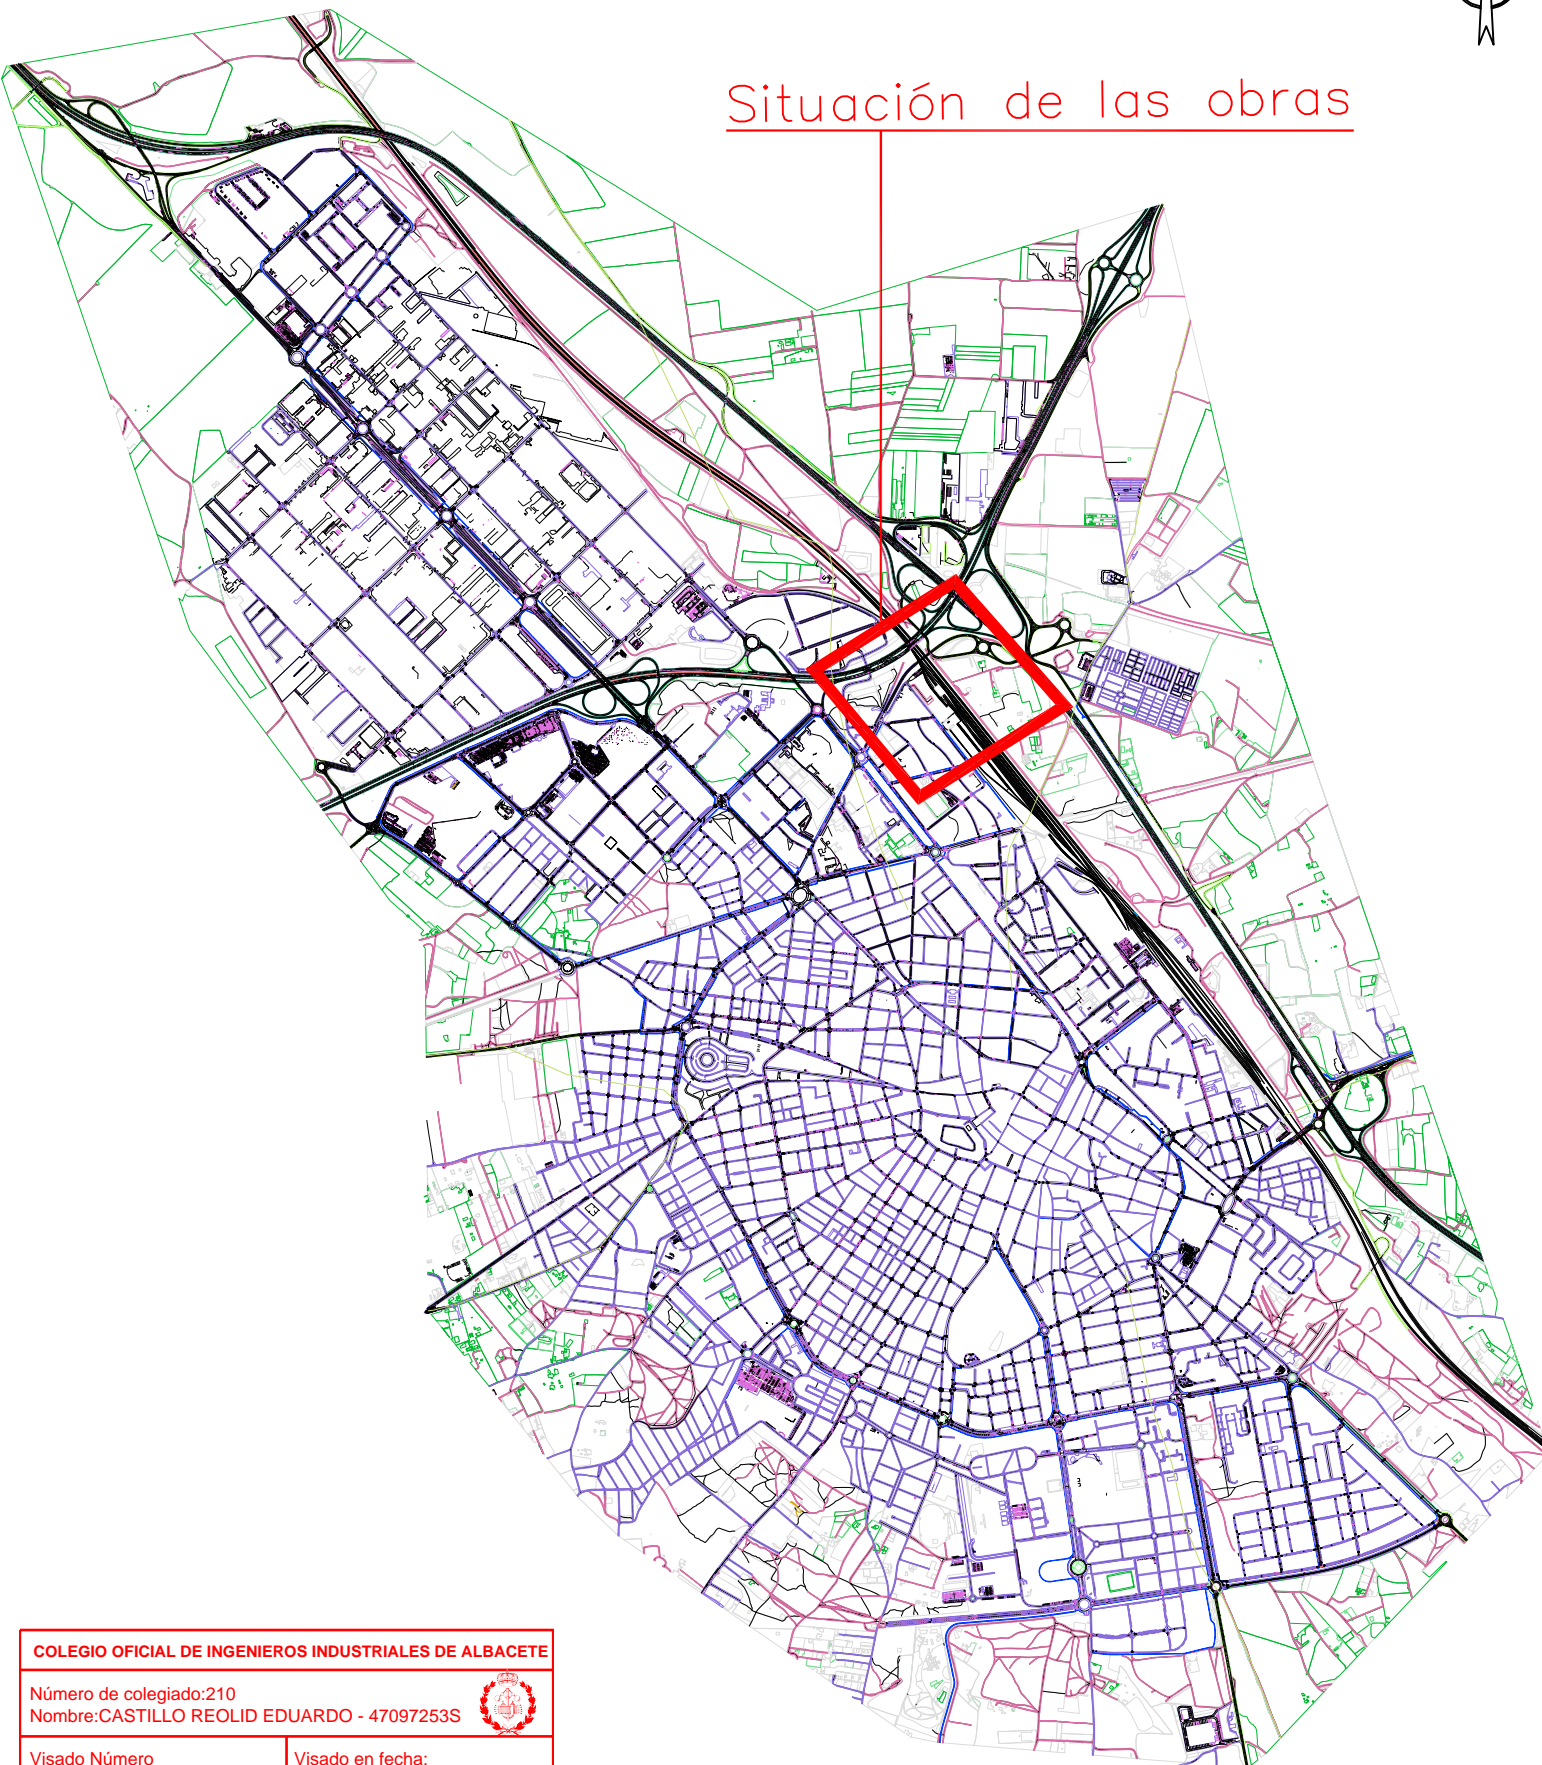 Situación de las obras
COLEGIO OFICIAL DE INGENIEROS INDUSTRIALES DE ALBACETE
Número de colegiado:210
Nombre:CASTILLO REOLID EDUARDO - 47097253S
Visado Número
Visado en fecha: